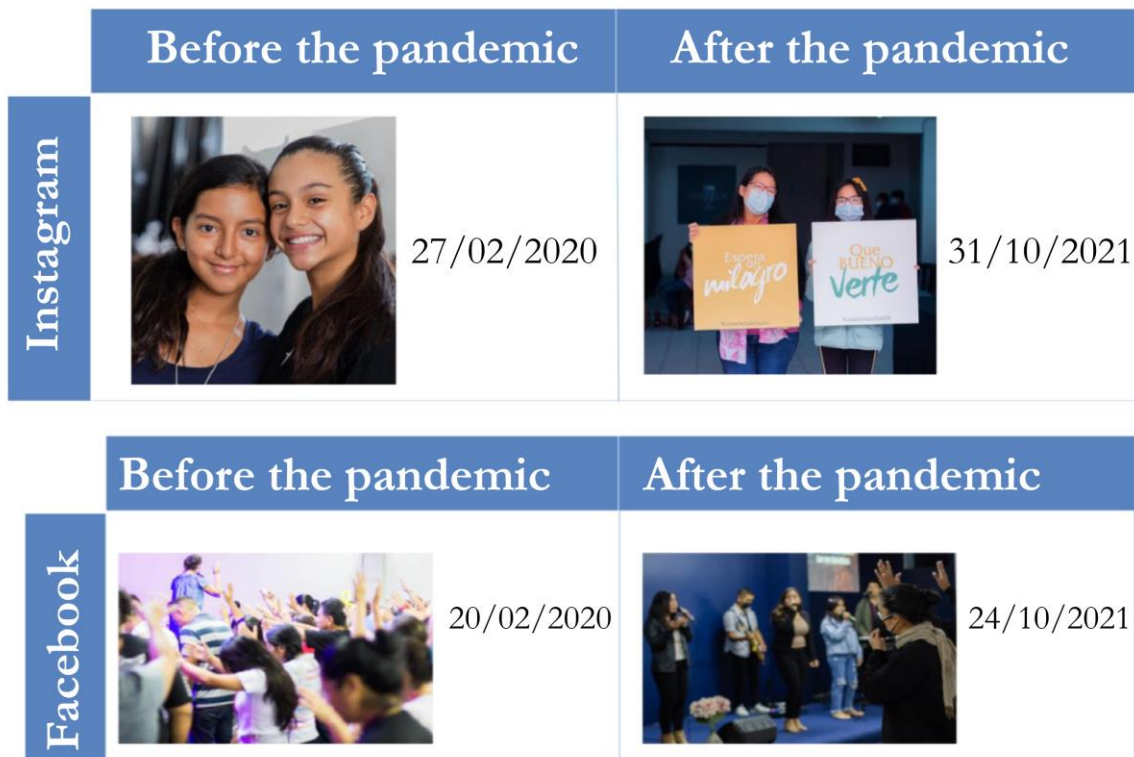 Before the pandemic
After the pandemic
Instagram
27/02/2020
Espera
un
milagro
31/10/2021
Que
BUENO
verte
Before the pandemic
After the pandemic
Facebook
20/02/2020
24/10/2021